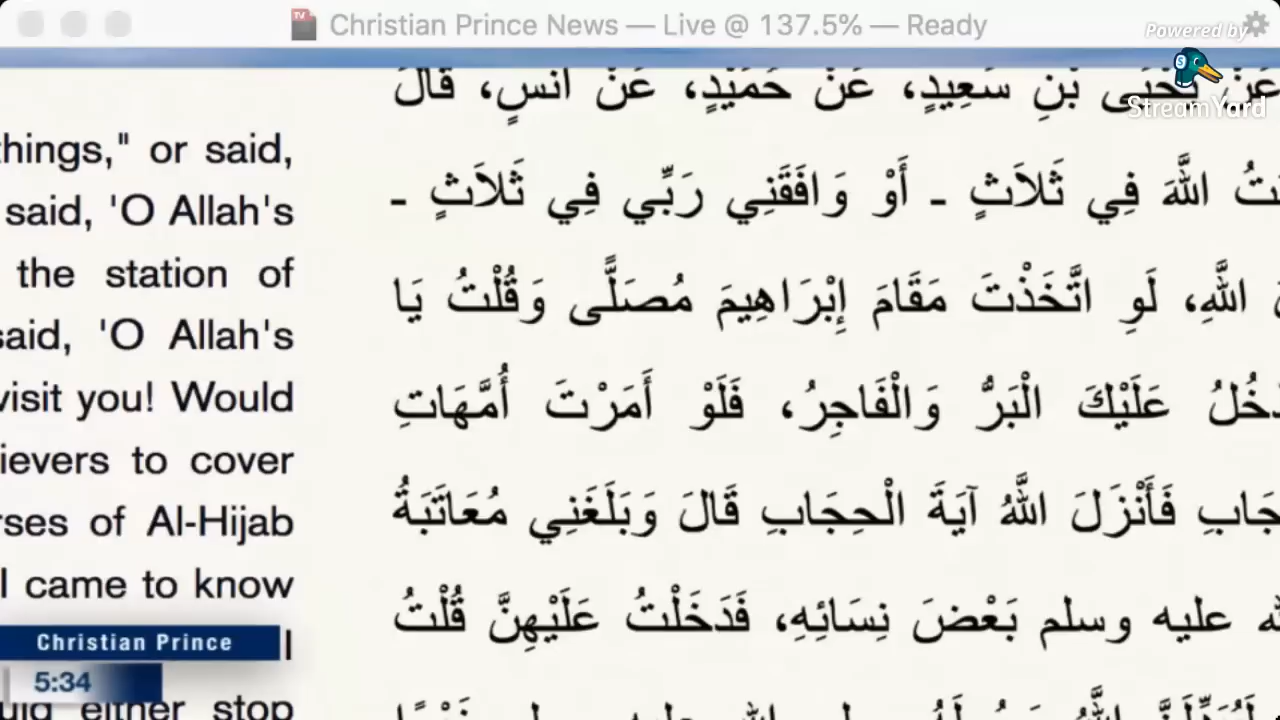 Christian Prince News — Live @ 137.5% — Ready
Powered by
StreamYard
things," or said,
said, 'O Allah's
the station of
said, 'O Allah's
visit you! Would
ievers to cover
rses of Al-Hijab
I came to know
either stop
عَنْ يَحْيَى بْنِ سَعِيدٍ، عَنْ حُمَيْدٍ، عَنْ أَنَسٍ، قَالَ
اللَّهَ فِي ثَلاَثٍ ـ أَوْ وَافَقَنِي رَبِّي فِي ثَلاَثٍ ـ
اللَّهِ، لَوِ اتَّخَذْتَ مَقَامَ إِبْرَاهِيمَ مُصَلًّى وَقُلْتُ يَا
عَلَيْكَ الْبَرُّ وَالْفَاجِرُ، فَلَوْ أَمَرْتَ أُمَّهَاتِ
فَأَنْزَلَ اللَّهُ آيَةَ الْحِجَابِ قَالَ وَبَلَغَنِي مُعَاتَبَةُ
عليه وسلم بَعْضَ نِسَائِهِ، فَدَخَلْتُ عَلَيْهِنَّ قُلْتُ
Christian Prince
5:34